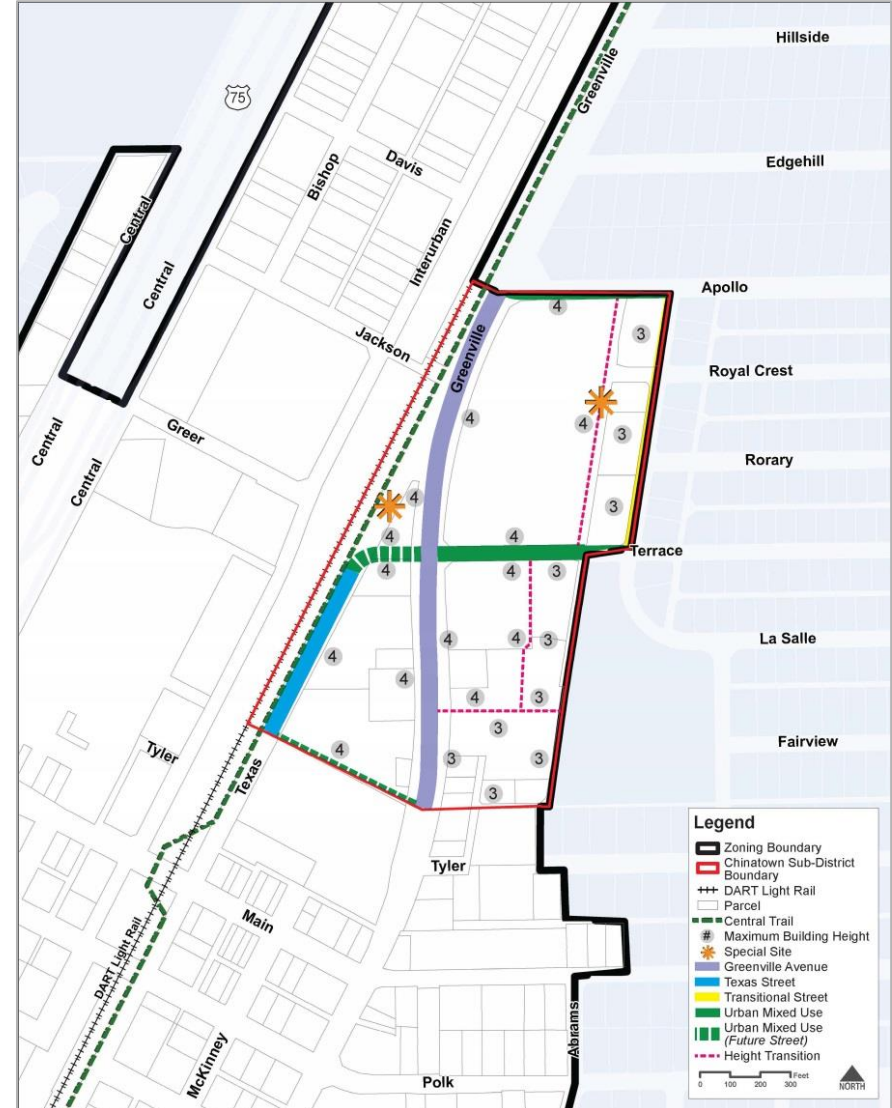 Hillside
Greenville
75
Edgehill
Davis
Bishop
Central
Interurban
Central
Apollo
4
3
Jackson
Greenville
Royal Crest
4
4
3
Greer
Central
Rorary
Central
4
3
4
4
Terrace
4
4
3
La Salle
4
4
3
4
4
4
3
Fairview
3
4
Tyler
3
3
Texas
3
Tyler
Main
DART Light Rail
Abrams
McKinney
Polk
Legend
Zoning Boundary
Chinatown Sub-District
Boundary
DART Light Rail
Parcel
Central Trail
# Maximum Building Height
Special Site
Greenville Avenue
Texas Street
Transitional Street
Urban Mixed Use
Urban Mixed Use
(Future Street)
Height Transition
Feet
0 100 200 300
NORTH